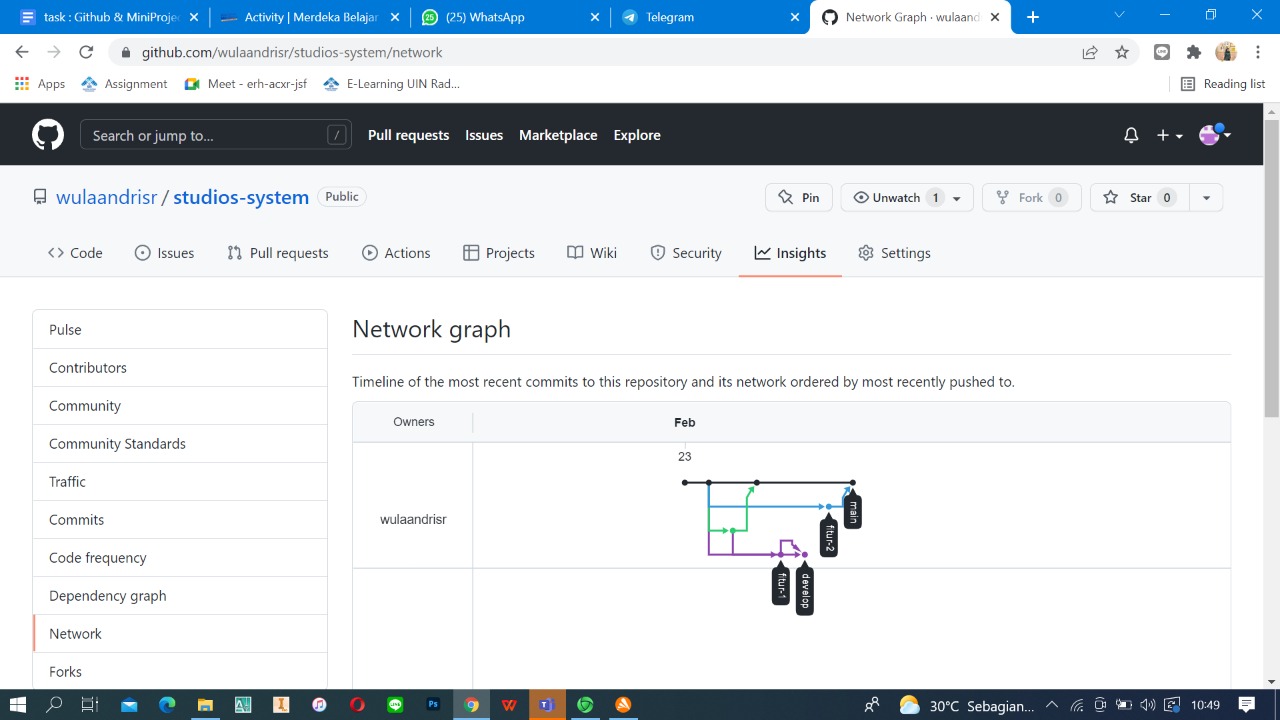 task : Github & MiniProje
Activity | Merdeka Belajar
25
(25) WhatsApp
Telegram
Network Graph · wulaand
github.com/wulaandrisr/studios-system/network
Apps
Assignment
Meet - erh-acxr-jsf
E-Learning UIN Rad...
Reading list
Search or jump to...
/
Pull requests
Issues
Marketplace
Explore
wulaandrisr / studios-system
Public
Pin
Unwatch 1
Fork 0
Star 0
Code
Issues
Pull requests
Actions
Projects
Wiki
Security
Insights
Settings
Pulse
Contributors
Community
Community Standards
Traffic
Commits
Code frequency
Dependency graph
Network
Forks
Network graph
Timeline of the most recent commits to this repository and its network ordered by most recently pushed to.
Owners
Feb
23
wulaandrisr
main
fitur-2
fitur-1
develop
30°C Sebagian...
10:49